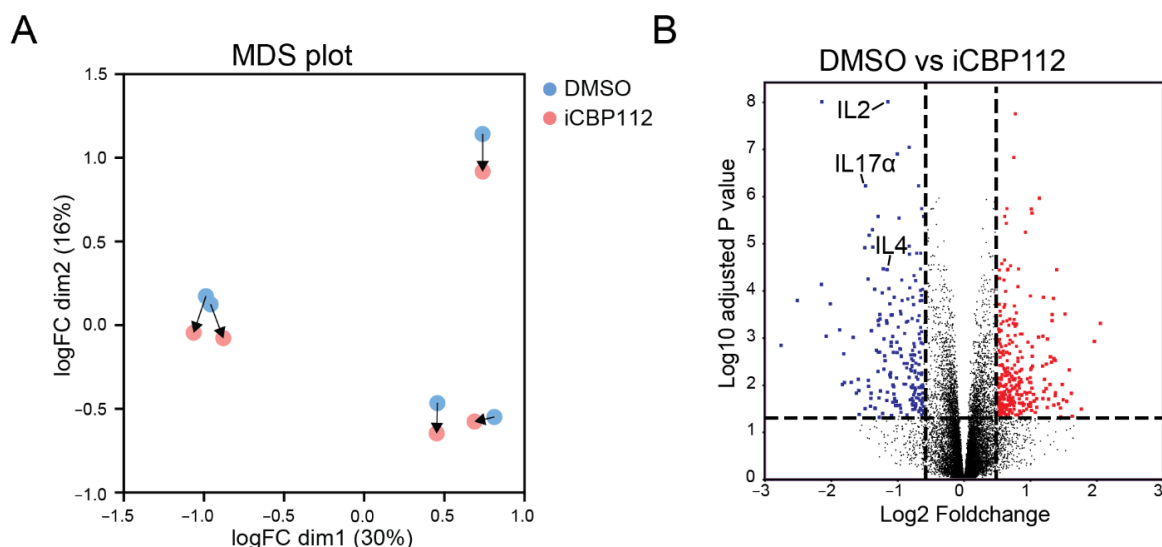 A
MDS plot
1.5
1.0
0.5
0.0
−0.5
−1.0
−1.5
−1.0
−0.5
0.0
0.5
1.0
logFC dim2 (16%)
logFC dim1 (30%)
DMSO
iCBP112
B
DMSO vs iCBP112
8
7
6
5
4
3
2
1
0
−3
−2
−1
0
1
2
3
IL2
IL17α
IL4
Log10 adjusted P value
Log2 Foldchange